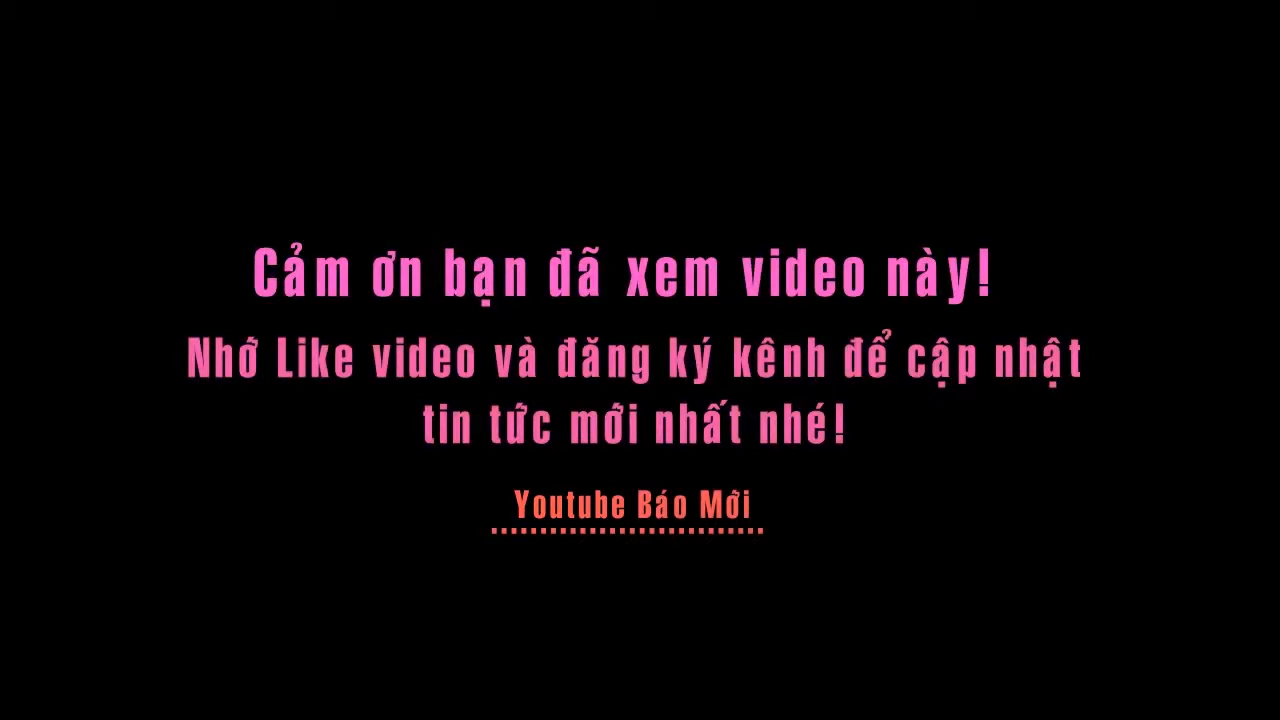 Cảm ơn bạn đã xem video này!
Nhớ Like video và đăng ký kênh để cập nhật
tin tức mới nhất nhé!
Youtube Báo Mới